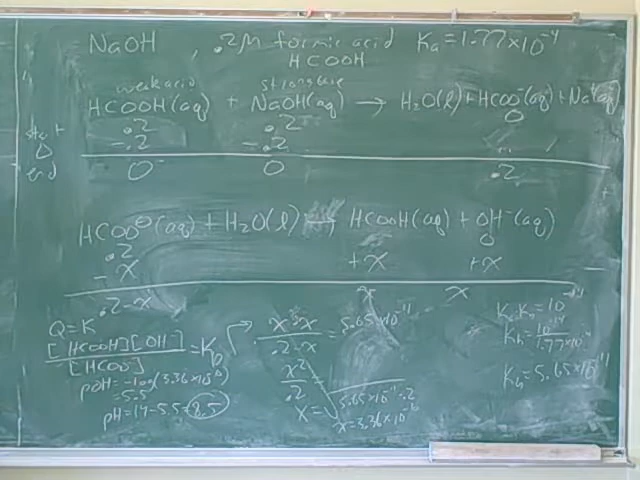 NaOH , .2M formic acid Ka = 1.77×10⁻⁴
HCOOH
weak acid strong base
HCOOH(aq) + NaOH(aq) → H₂O(l) + HCOO⁻(aq) + Na⁺(aq)
start .2 .2 0
Δ -.2 -.2
end 0 0 .2
HCOO⁻(aq) + H₂O(l) → HCOOH(aq) + OH⁻(aq)
.2 0
-x +x +x
.2-x x x
Q=K
[HCOOH][OH⁻] / [HCOO⁻] = Kb
pOH = -log(3.36×10⁻⁶)
= 5.5
pH = 14 - 5.5 = 8.5
x·x / .2-x = 5.65×10⁻¹¹
x² / .2 =
x = √5.65×10⁻¹¹ · .2
x = 3.36×10⁻⁶
Ka·Kb = 10⁻¹⁴
Kb = 10⁻¹⁴ / 1.77×10⁻⁴
Kb = 5.65×10⁻¹¹